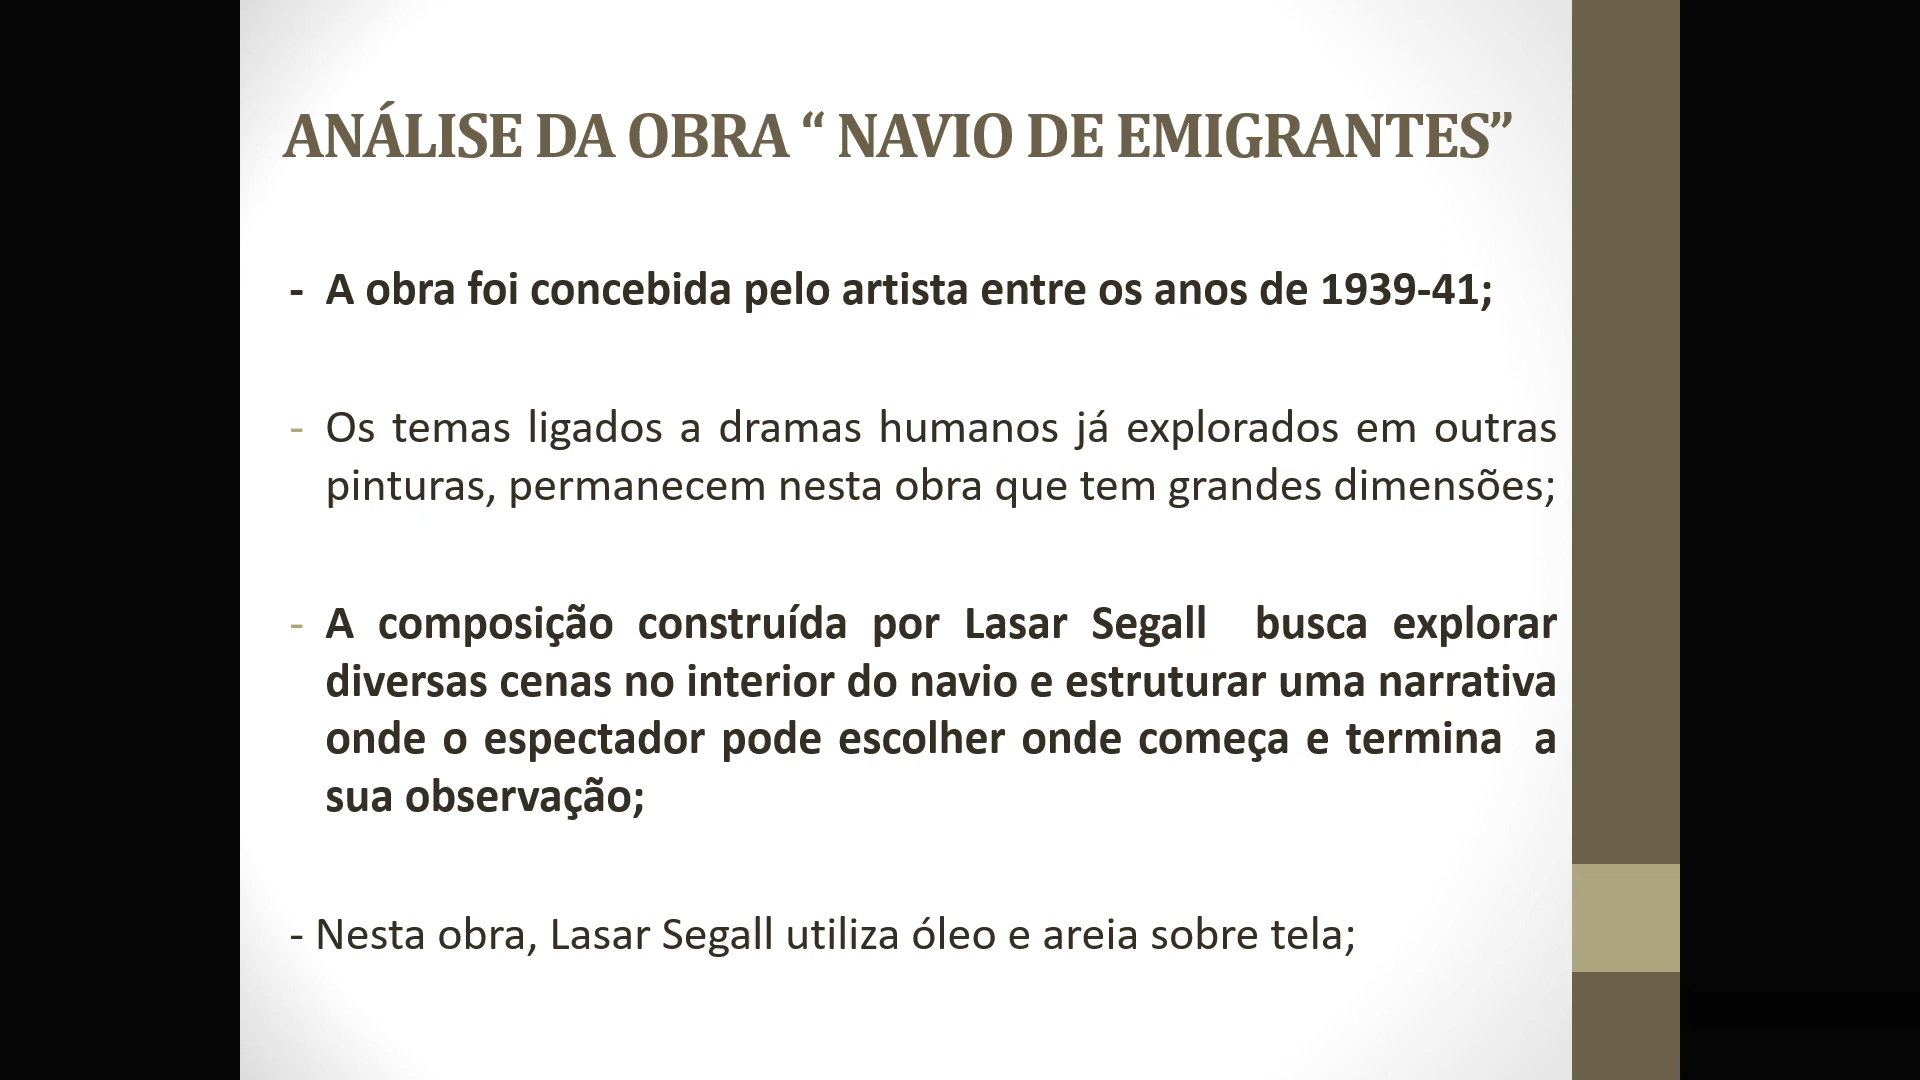 ANÁLISE DA OBRA “ NAVIO DE EMIGRANTES”
- A obra foi concebida pelo artista entre os anos de 1939-41;
- Os temas ligados a dramas humanos já explorados em outras
pinturas, permanecem nesta obra que tem grandes dimensões;
- A composição construída por Lasar Segall busca explorar
diversas cenas no interior do navio e estruturar uma narrativa
onde o espectador pode escolher onde começa e termina a
sua observação;
- Nesta obra, Lasar Segall utiliza óleo e areia sobre tela;